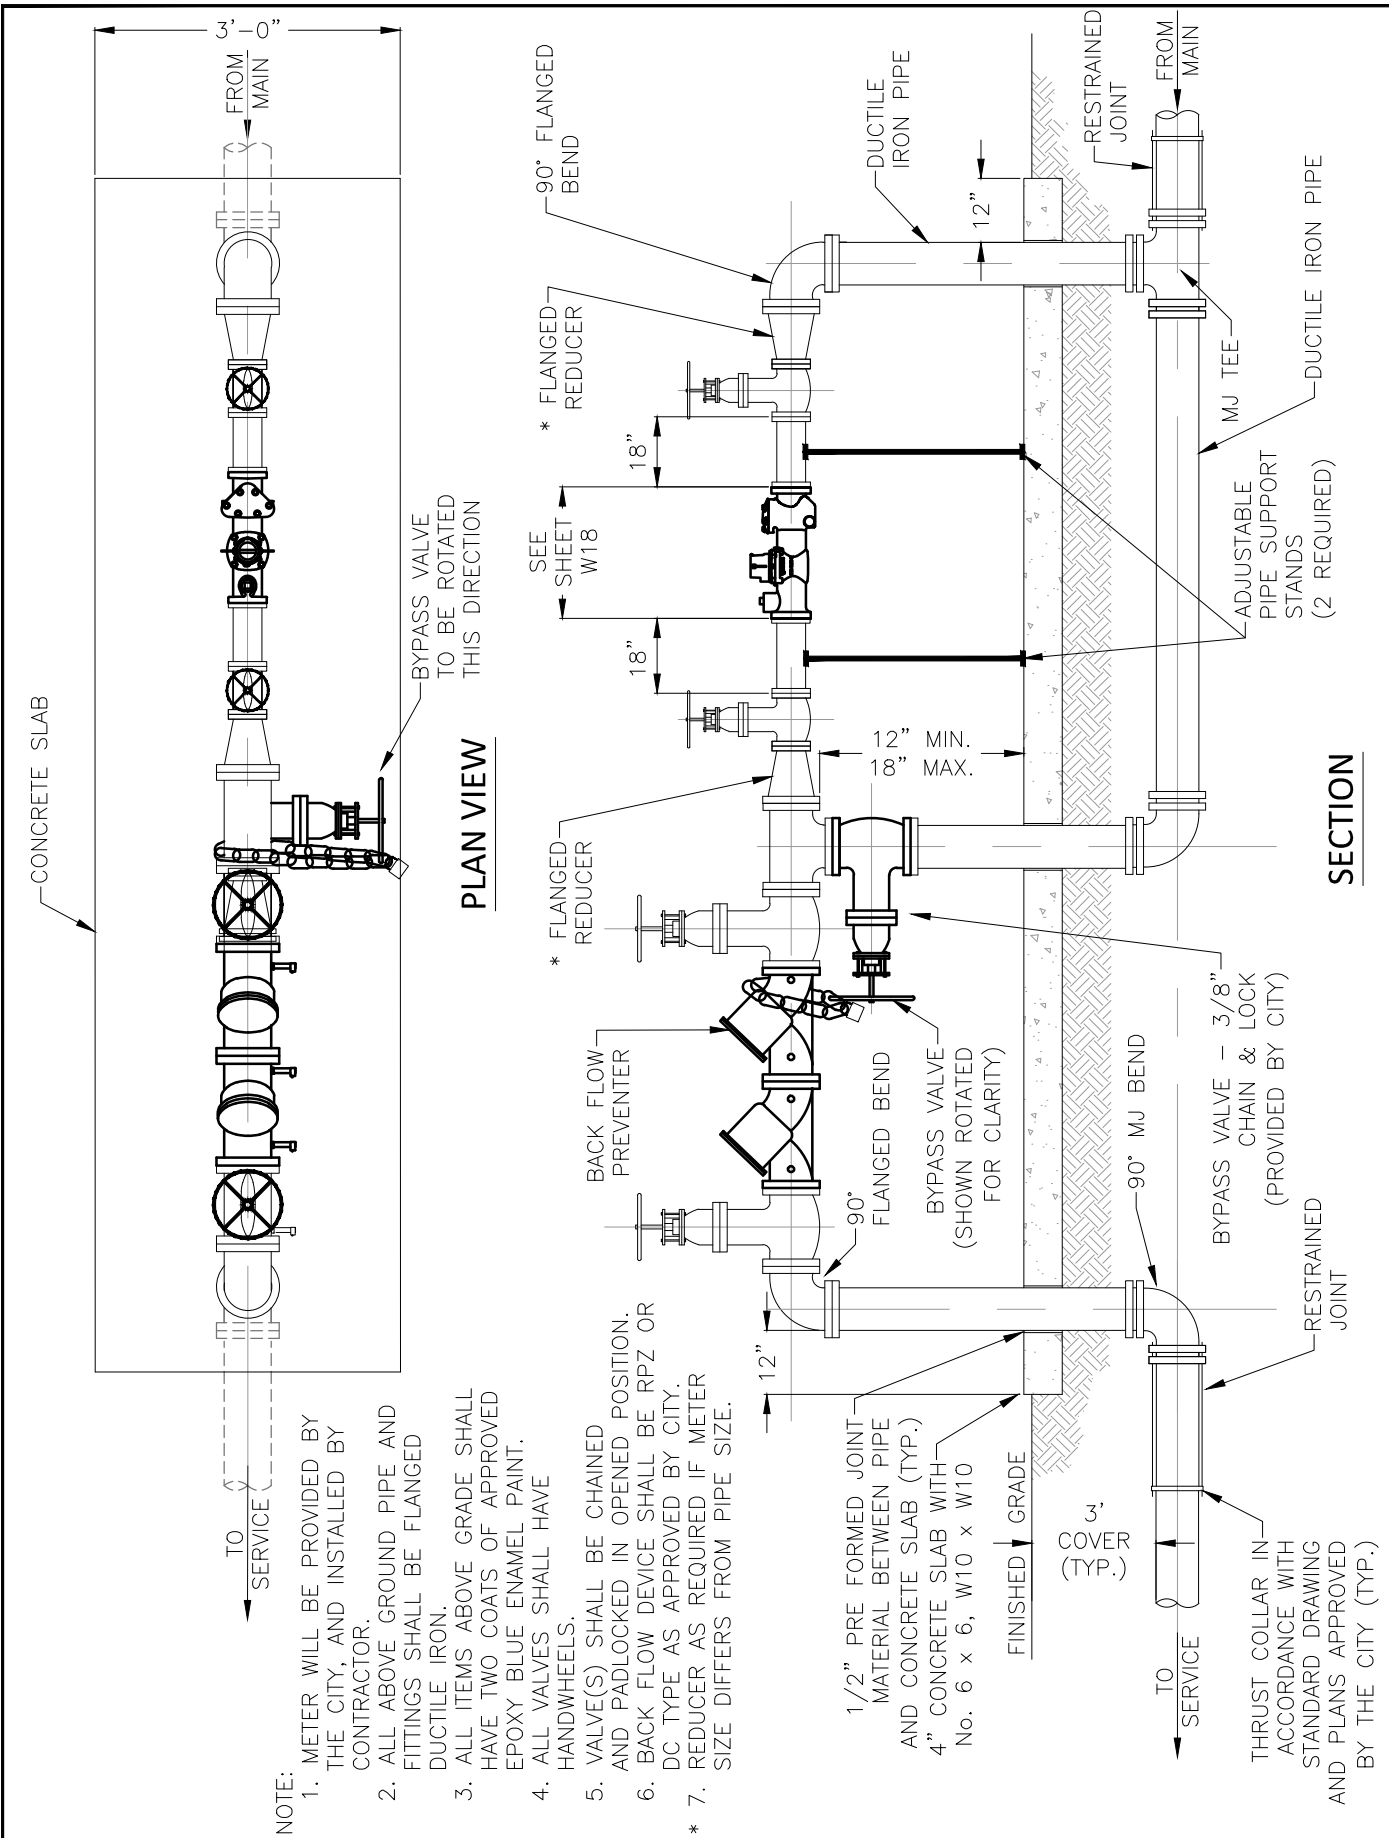 CONCRETE SLAB
3'-0"
FROM
MAIN
TO
SERVICE
BYPASS VALVE
TO BE ROTATED
THIS DIRECTION
PLAN VIEW
NOTE:
1. METER WILL BE PROVIDED BY
THE CITY, AND INSTALLED BY
CONTRACTOR.
2. ALL ABOVE GROUND PIPE AND
FITTINGS SHALL BE FLANGED
DUCTILE IRON.
3. ALL ITEMS ABOVE GRADE SHALL
HAVE TWO COATS OF APPROVED
EPOXY BLUE ENAMEL PAINT.
4. ALL VALVES SHALL HAVE
HANDWHEELS.
5. VALVE(S) SHALL BE CHAINED
AND PADLOCKED IN OPENED POSITION.
6. BACK FLOW DEVICE SHALL BE RPZ OR
DC TYPE AS APPROVED BY CITY.
* 7. REDUCER AS REQUIRED IF METER
SIZE DIFFERS FROM PIPE SIZE.
BACK FLOW
PREVENTER
* FLANGED
REDUCER
18"
SEE
SHEET
W18
18"
* FLANGED
REDUCER
90° FLANGED
BEND
12"
90°
FLANGED BEND
BYPASS VALVE
(SHOWN ROTATED
FOR CLARITY)
12" MIN.
18" MAX.
DUCTILE
IRON PIPE
12"
1/2" PRE FORMED JOINT
MATERIAL BETWEEN PIPE
AND CONCRETE SLAB (TYP.)
4" CONCRETE SLAB WITH
No. 6 x 6, W10 x W10
FINISHED GRADE
3'
COVER
(TYP.)
TO
SERVICE
90° MJ BEND
BYPASS VALVE - 3/8"
CHAIN & LOCK
(PROVIDED BY CITY)
ADJUSTABLE
PIPE SUPPORT
STANDS
(2 REQUIRED)
MJ TEE
RESTRAINED
JOINT
FROM
MAIN
DUCTILE IRON PIPE
RESTRAINED
JOINT
THRUST COLLAR IN
ACCORDANCE WITH
STANDARD DRAWING
AND PLANS APPROVED
BY THE CITY (TYP.)
SECTION